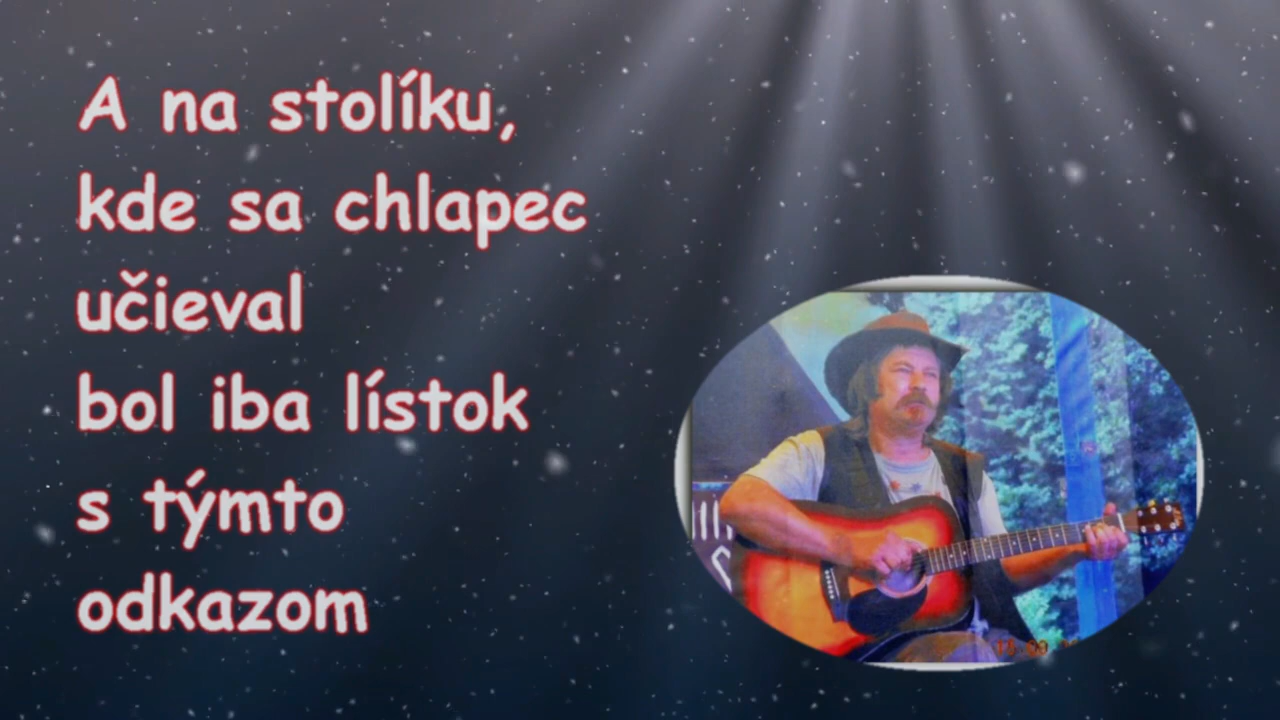 A na stolíku,
kde sa chlapec
učieval
bol iba lístok
s týmto
odkazom